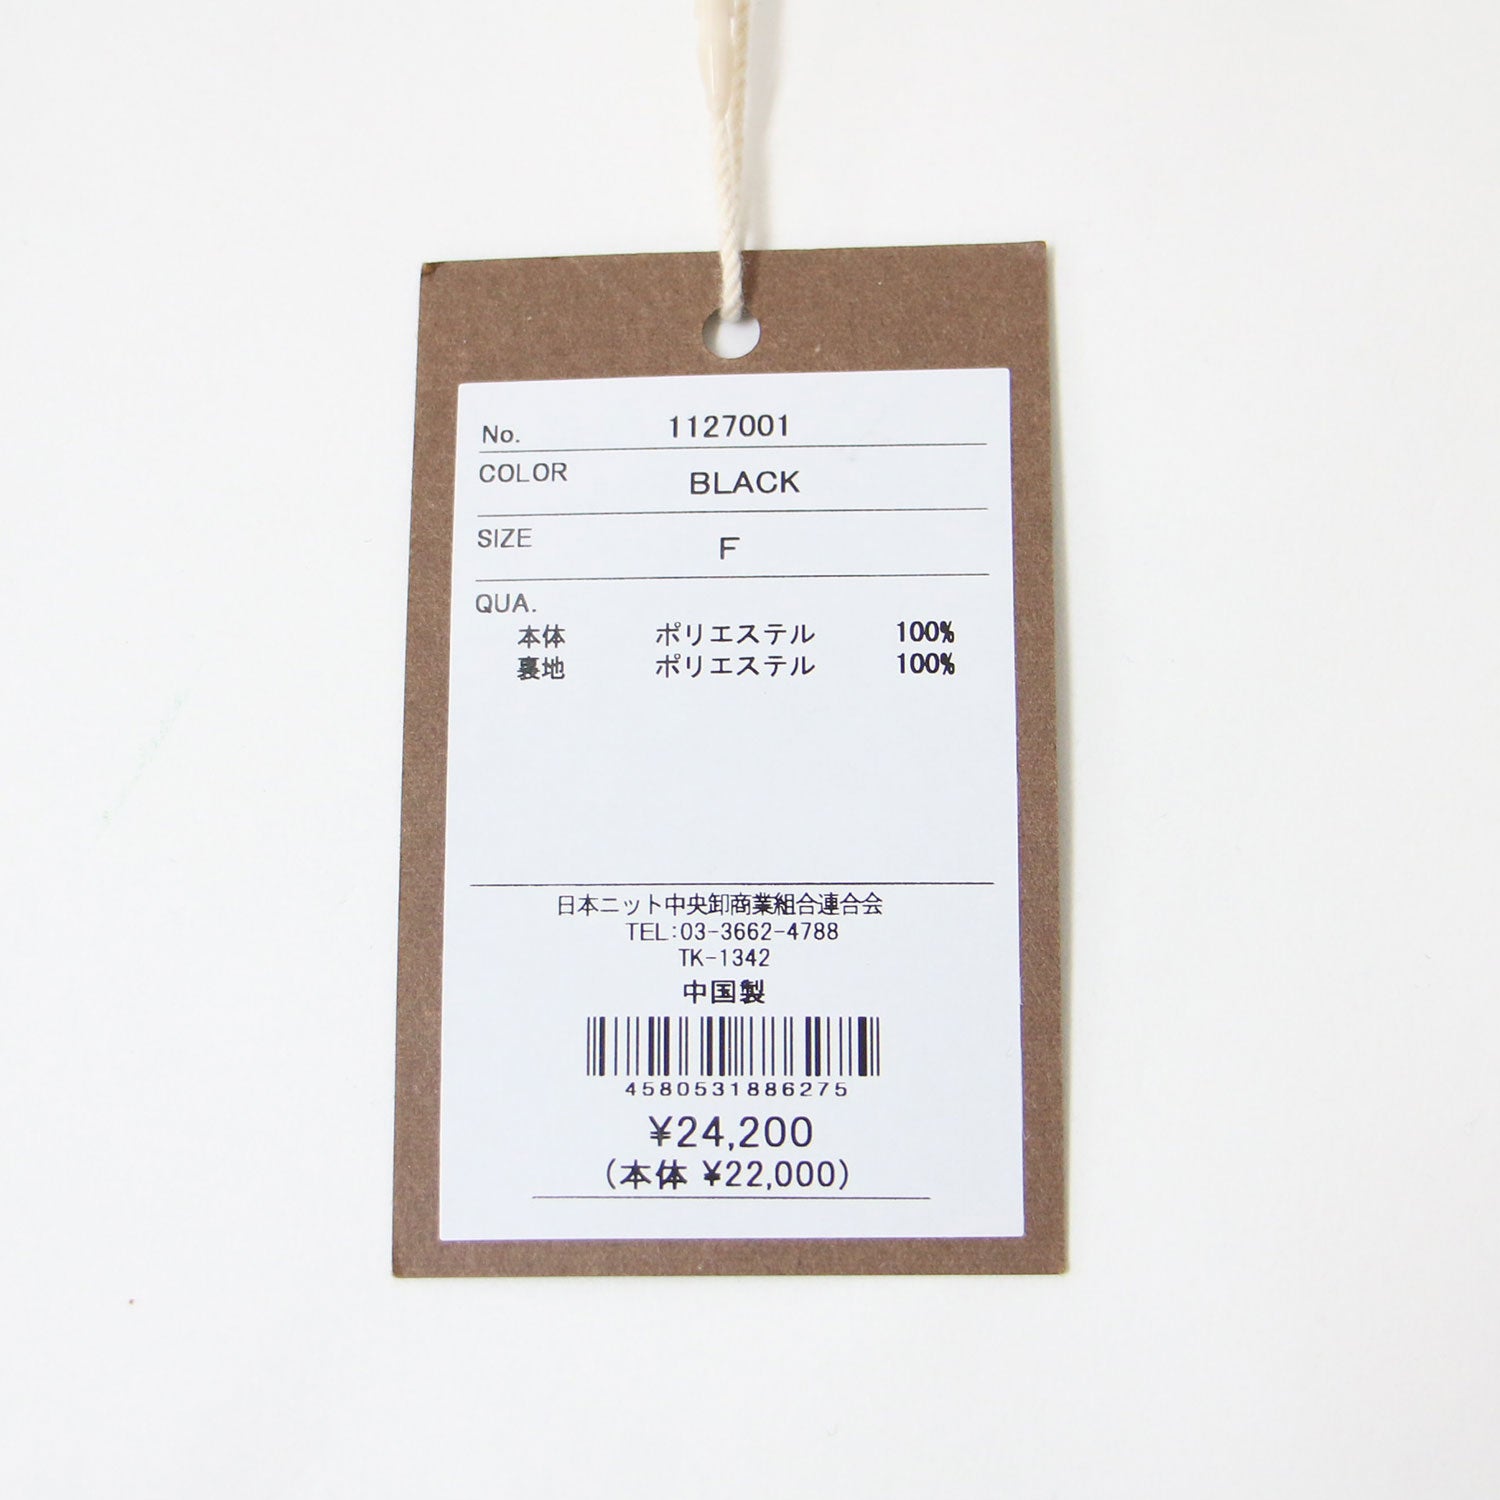 No. 1127001
COLOR BLACK
SIZE F
QUA.
本体 ポリエステル 100%
裏地 ポリエステル 100%
日本ニット中央卸商業組合連合会
TEL:03-3662-4788
TK-1342
中国製
4580531886275
¥24,200
(本体 ¥22,000)